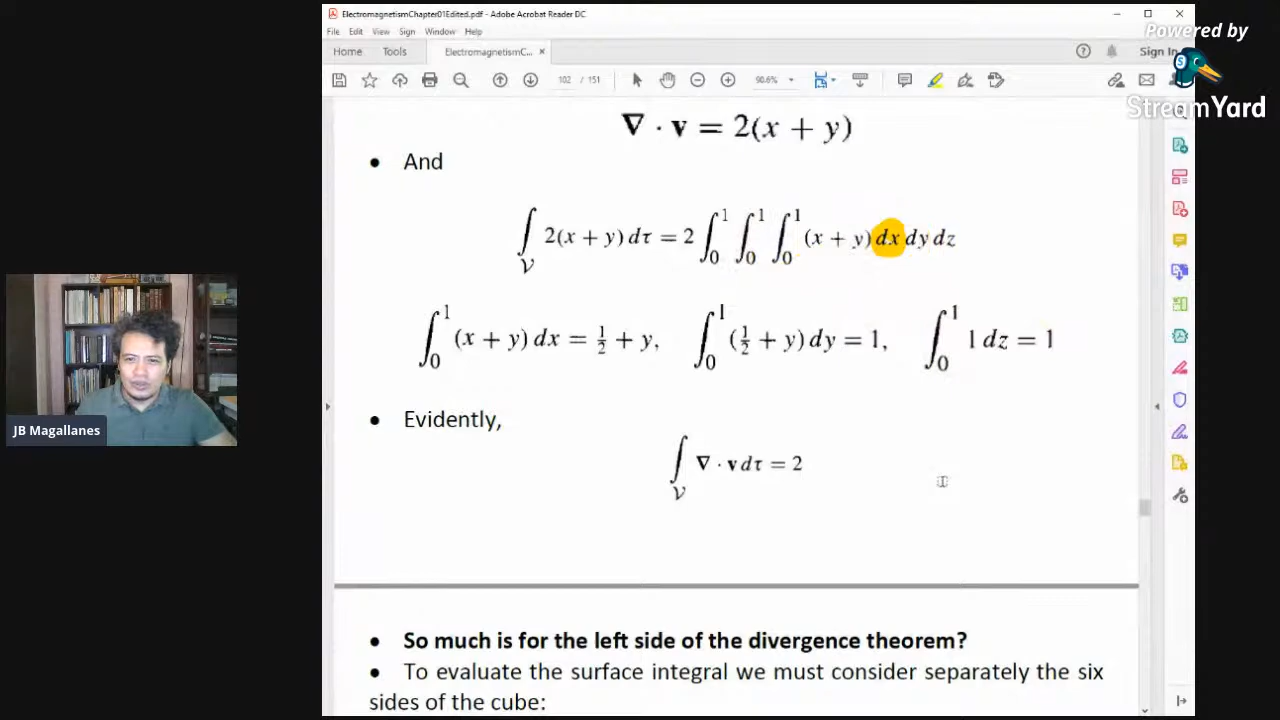 ElectromagnetismChapter01Edited.pdf - Adobe Acrobat Reader DC
File Edit View Sign Window Help
Home Tools ElectromagnetismC... × Sign In
102 / 151 90.6%
Powered by
StreamYard
∇ · v = 2(x + y)
• And
∫_V 2(x + y) dτ = 2 ∫_0^1 ∫_0^1 ∫_0^1 (x + y) dx dy dz
∫_0^1 (x + y) dx = 1/2 + y, ∫_0^1 (1/2 + y) dy = 1, ∫_0^1 1 dz = 1
• Evidently,
∫_V ∇ · v dτ = 2
• So much is for the left side of the divergence theorem?
• To evaluate the surface integral we must consider separately the six
sides of the cube:
JB Magallanes